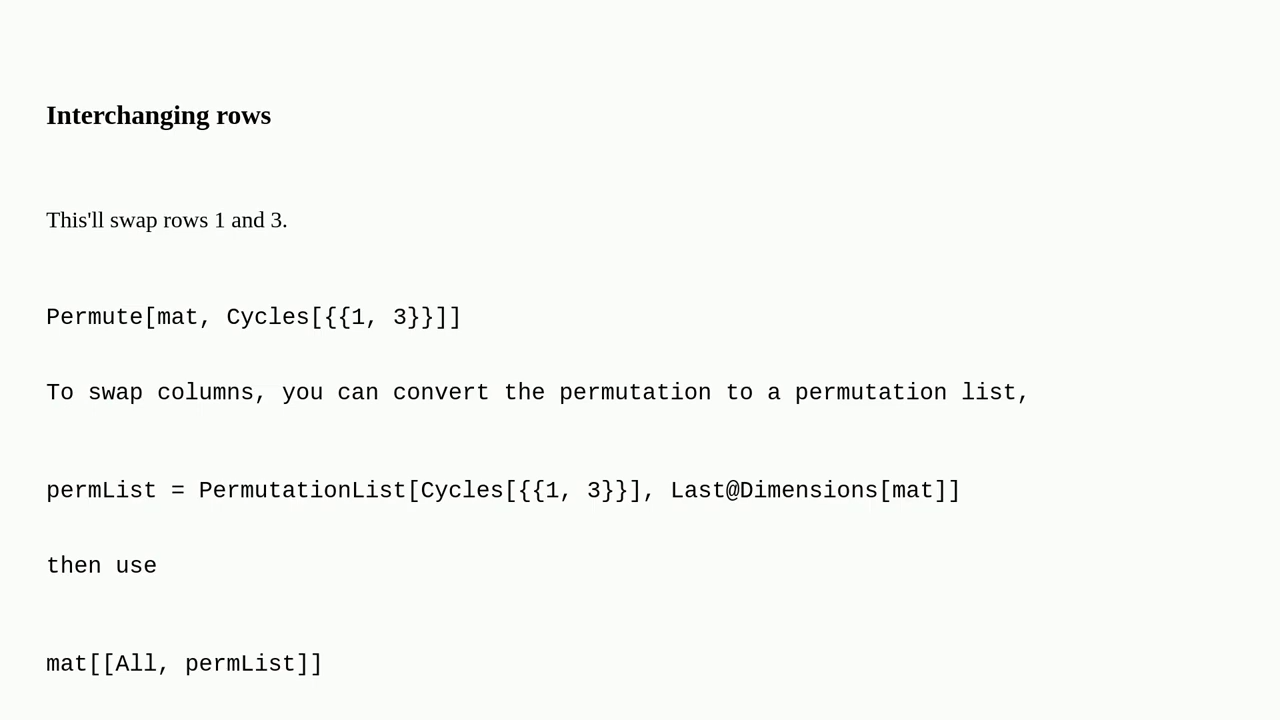 Interchanging rows
This'll swap rows 1 and 3.
Permute[mat, Cycles[{{1, 3}}]]
To swap columns, you can convert the permutation to a permutation list,
permList = PermutationList[Cycles[{{1, 3}}], Last@Dimensions[mat]]
then use
mat[[All, permList]]